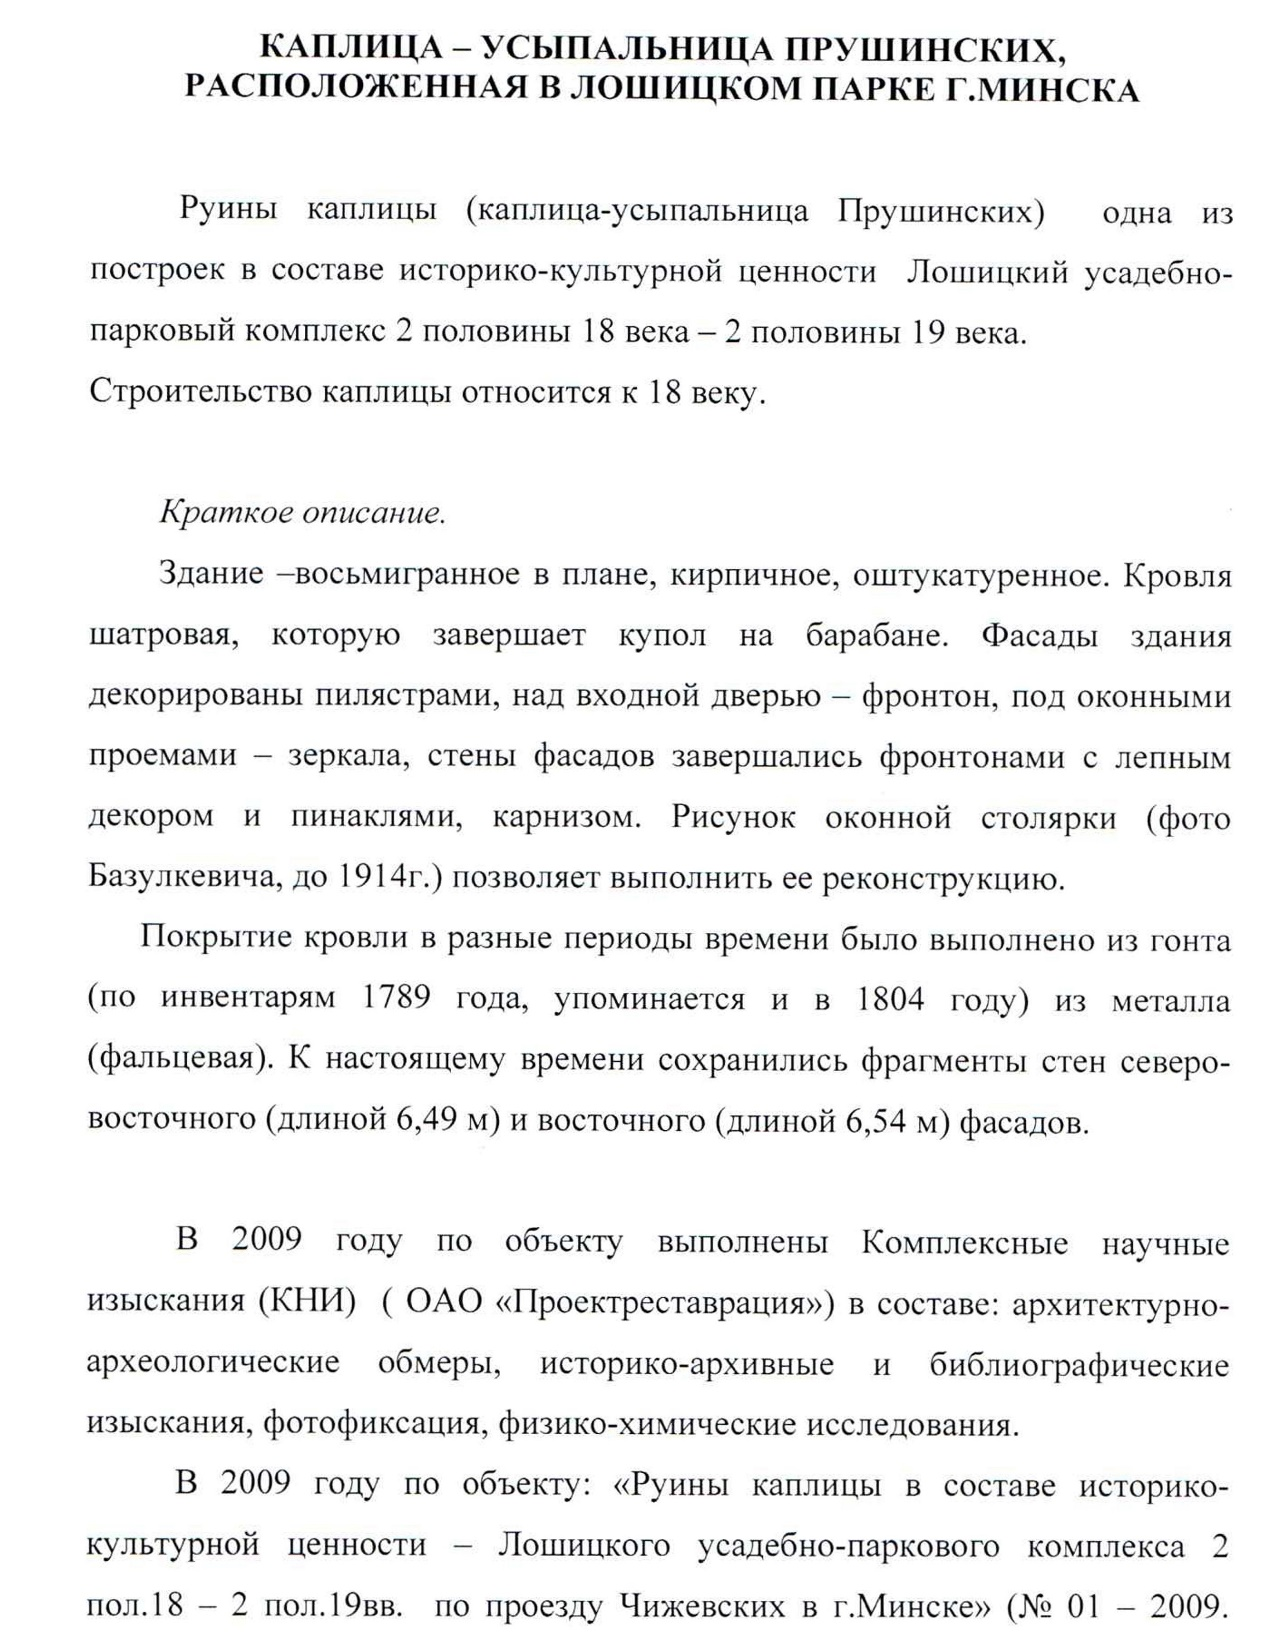 КАПЛИЦА – УСЫПАЛЬНИЦА ПРУШИНСКИХ,
РАСПОЛОЖЕННАЯ В ЛОШИЦКОМ ПАРКЕ Г.МИНСКА
Руины каплицы (каплица-усыпальница Прушинских) одна из
построек в составе историко-культурной ценности Лошицкий усадебно-
парковый комплекс 2 половины 18 века – 2 половины 19 века.
Строительство каплицы относится к 18 веку.
Краткое описание.
Здание –восьмигранное в плане, кирпичное, оштукатуренное. Кровля
шатровая, которую завершает купол на барабане. Фасады здания
декорированы пилястрами, над входной дверью – фронтон, под оконными
проемами – зеркала, стены фасадов завершались фронтонами с лепным
декором и пинаклями, карнизом. Рисунок оконной столярки (фото
Базулкевича, до 1914г.) позволяет выполнить ее реконструкцию.
Покрытие кровли в разные периоды времени было выполнено из гонта
(по инвентарям 1789 года, упоминается и в 1804 году) из металла
(фальцевая). К настоящему времени сохранились фрагменты стен северо-
восточного (длиной 6,49 м) и восточного (длиной 6,54 м) фасадов.
В 2009 году по объекту выполнены Комплексные научные
изыскания (КНИ) ( ОАО «Проектреставрация») в составе: архитектурно-
археологические обмеры, историко-архивные и библиографические
изыскания, фотофиксация, физико-химические исследования.
В 2009 году по объекту: «Руины каплицы в составе историко-
культурной ценности – Лошицкого усадебно-паркового комплекса 2
пол.18 – 2 пол.19вв. по проезду Чижевских в г.Минске» (№ 01 – 2009.